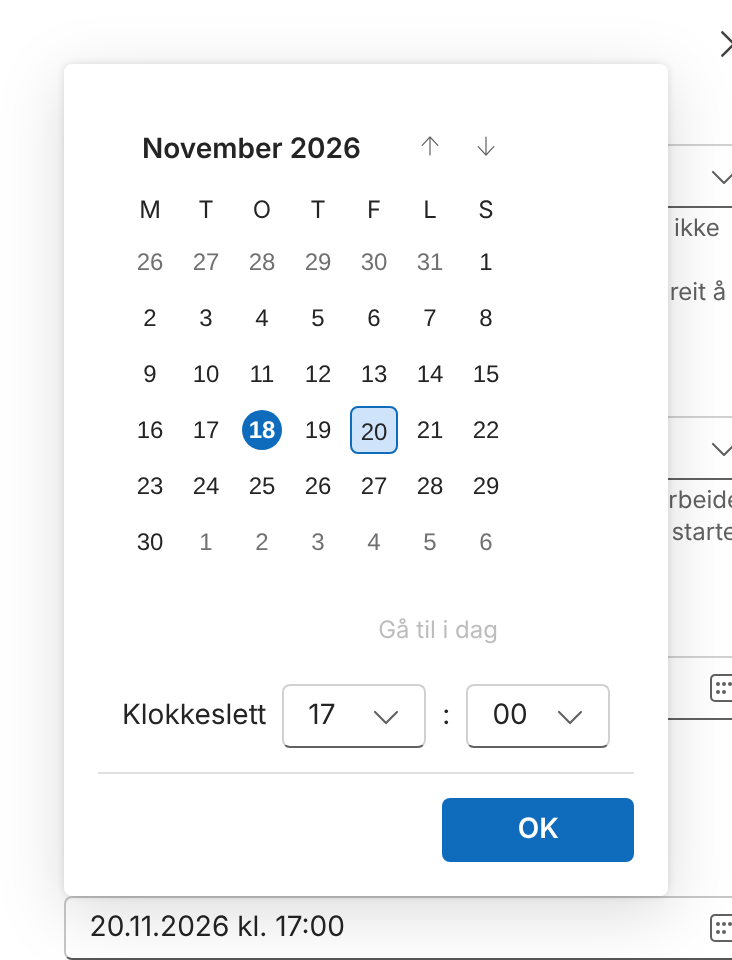 November 2026
M T O T F L S
26 27 28 29 30 31 1
ikke
reit å
2 3 4 5 6 7 8
9 10 11 12 13 14 15
16 17 18 19 20 21 22
23 24 25 26 27 28 29
30 1 2 3 4 5 6
Gå til i dag
Klokkeslett 17 : 00
OK
20.11.2026 kl. 17:00